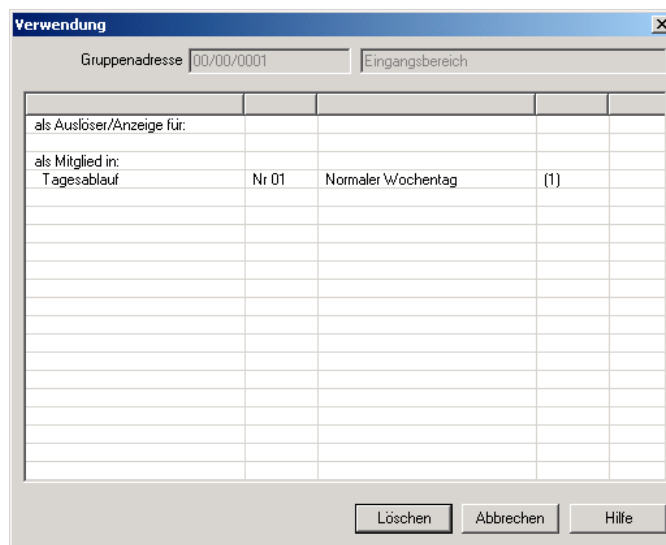 Verwendung
Gruppenadresse 00/00/0001 Eingangsbereich
als Auslöser/Anzeige für:
als Mitglied in:
Tagesablauf Nr 01 Normaler Wochentag (1)
Löschen Abbrechen Hilfe